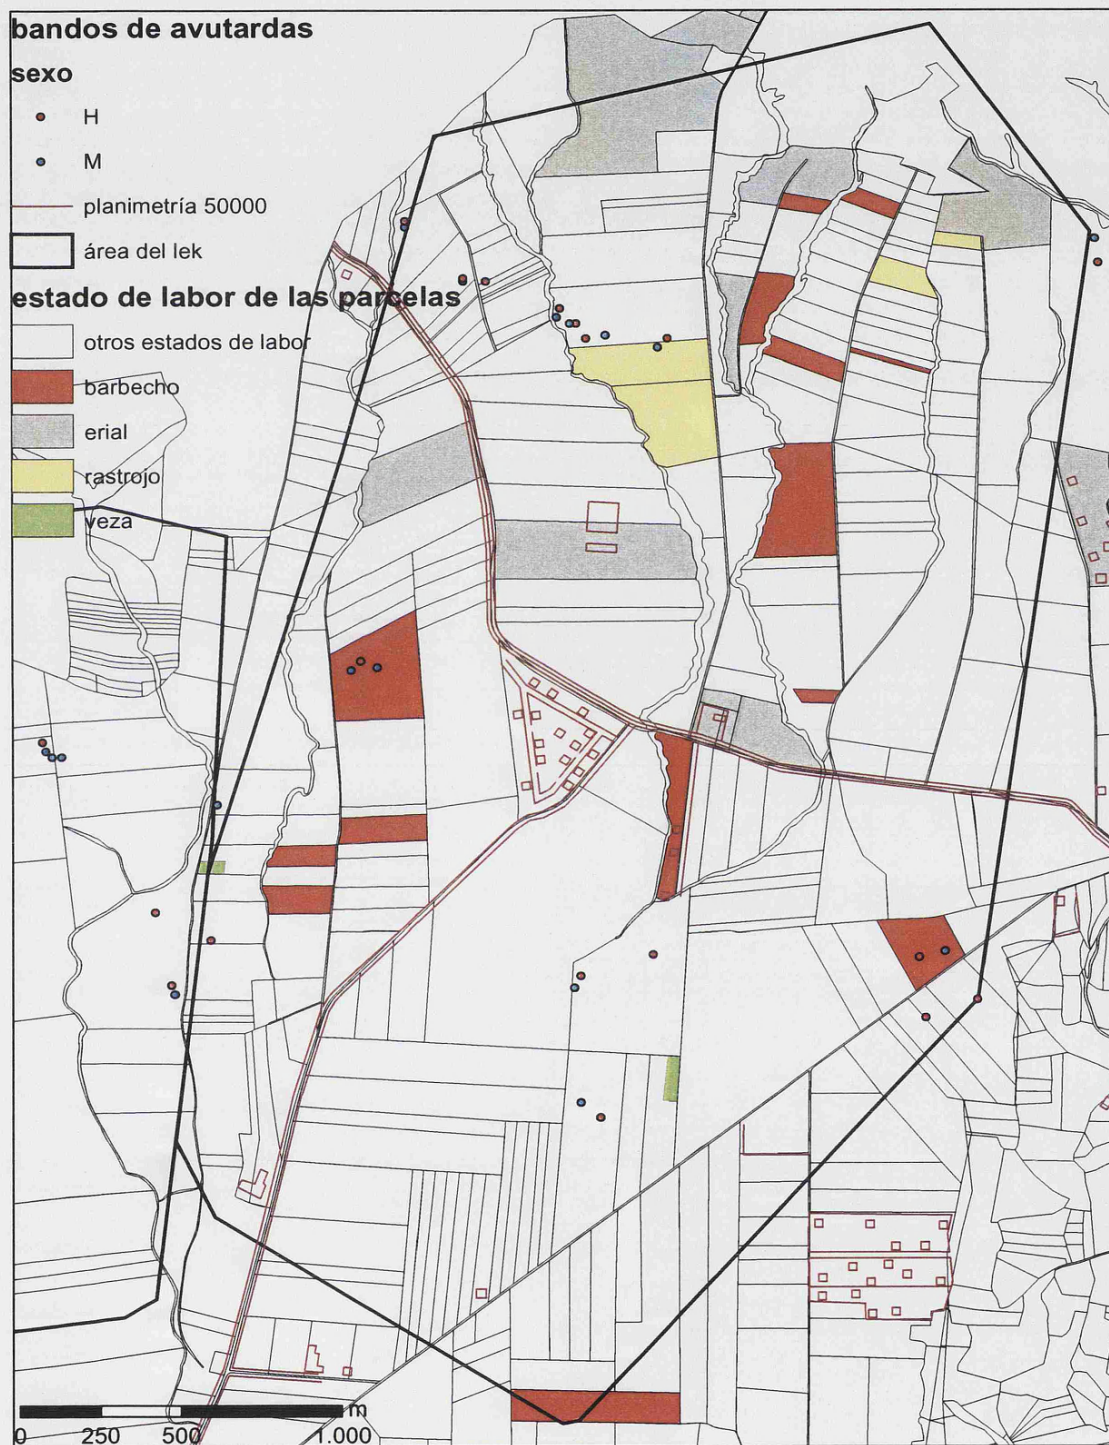 bandos de avutardas
sexo
H
M
planimetría 50000
área del lek
estado de labor de las parcelas
otros estados de labor
barbecho
erial
rastrojo
veza
m
0 250 500 1.000